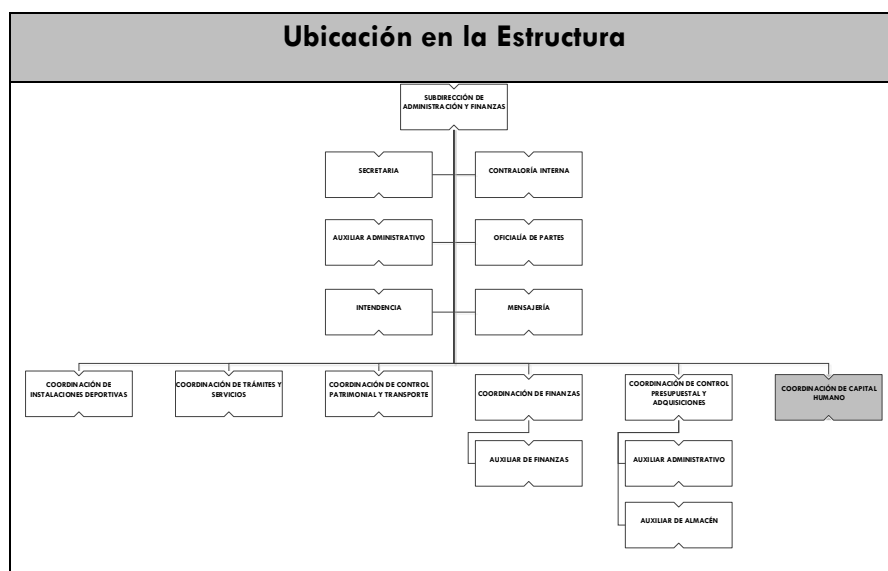 Ubicación en la Estructura
SUBDIRECCIÓN DE
ADMINISTRACIÓN Y FINANZAS
SECRETARIA
CONTRALORÍA INTERNA
AUXILIAR ADMINISTRATIVO
OFICIALÍA DE PARTES
INTENDENCIA
MENSAJERÍA
COORDINACIÓN DE
INSTALACIONES DEPORTIVAS
COORDINACIÓN DE TRÁMITES Y
SERVICIOS
COORDINACIÓN DE CONTROL
PATRIMONIAL Y TRANSPORTE
COORDINACIÓN DE FINANZAS
COORDINACIÓN DE CONTROL
PRESUPUESTAL Y
ADQUISICIONES
COORDINACIÓN DE CAPITAL
HUMANO
AUXILIAR DE FINANZAS
AUXILIAR ADMINISTRATIVO
AUXILIAR DE ALMACÉN